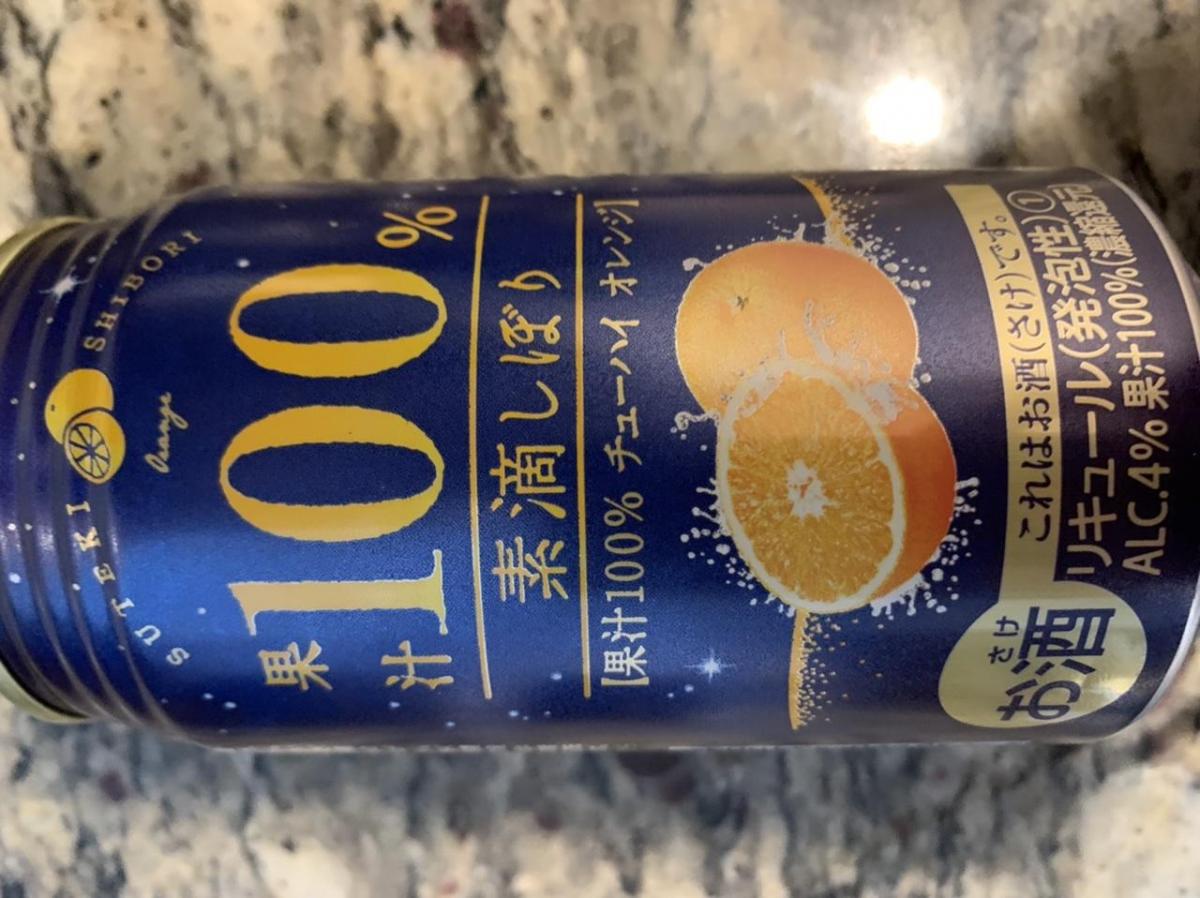 SUTEKI SHIBORI
Orange
果汁100%
素滴しぼり
[果汁100% チューハイ オレンジ]
これはお酒(さけ)です。
リキュール(発泡性)①
ALC.4% 果汁100%(濃縮還元)
さけ
お酒